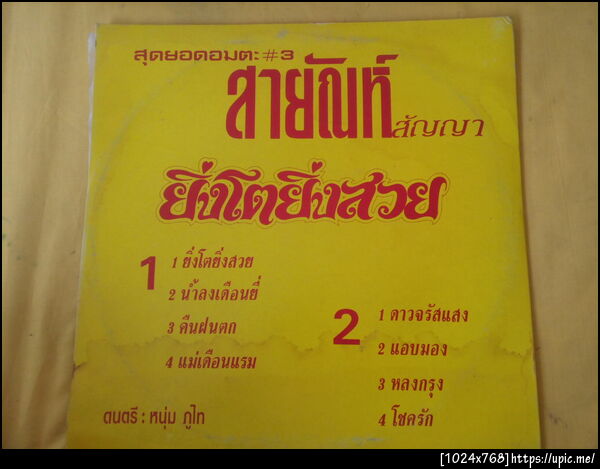 สุดยอดอมตะ#3
สายัณห์ สัญญา
ยิ่งโตยิ่งสวย
1
1 ยิ่งโตยิ่งสวย
2 น้ำลงเดือนยี่
3 คืนฝนตก
4 แม่เดือนแรม
2
1 ดาวจรัสแสง
2 แอบมอง
3 หลงกรุง
4 โชครัก
ดนตรี : หนุ่ม ภูไท
[1024x768]https://upic.me/